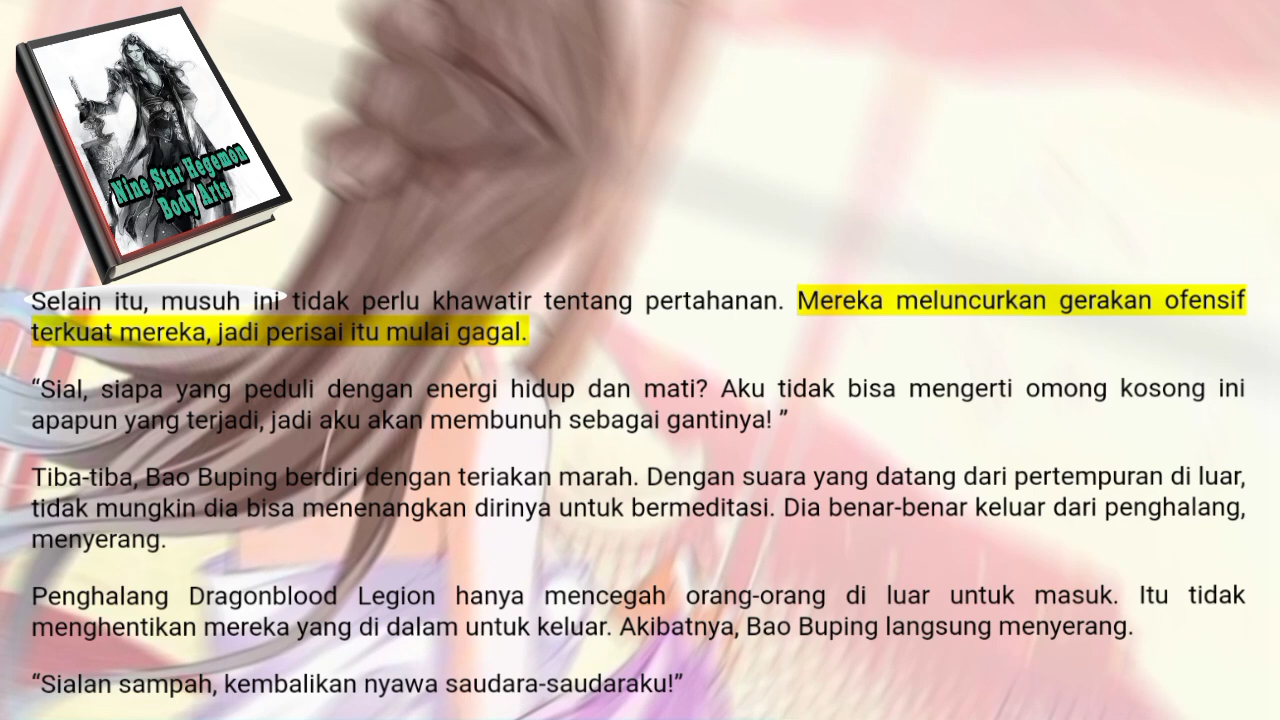 Nine Star Hegemon
Body Arts
Selain itu, musuh ini tidak perlu khawatir tentang pertahanan. Mereka meluncurkan gerakan ofensif
terkuat mereka, jadi perisai itu mulai gagal.
“Sial, siapa yang peduli dengan energi hidup dan mati? Aku tidak bisa mengerti omong kosong ini
apapun yang terjadi, jadi aku akan membunuh sebagai gantinya! ”
Tiba-tiba, Bao Buping berdiri dengan teriakan marah. Dengan suara yang datang dari pertempuran di luar,
tidak mungkin dia bisa menenangkan dirinya untuk bermeditasi. Dia benar-benar keluar dari penghalang,
menyerang.
Penghalang Dragonblood Legion hanya mencegah orang-orang di luar untuk masuk. Itu tidak
menghentikan mereka yang di dalam untuk keluar. Akibatnya, Bao Buping langsung menyerang.
“Sialan sampah, kembalikan nyawa saudara-saudaraku!”